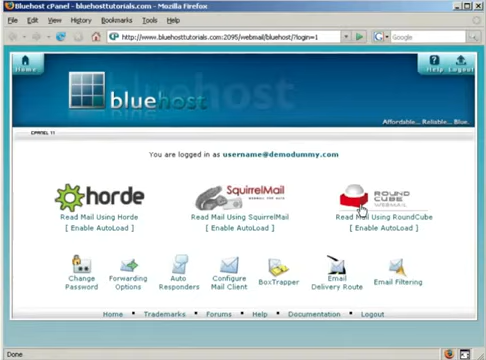 Bluehost cPanel - bluehosttutorials.com - Mozilla Firefox
File Edit View History Bookmarks Tools Help
http://www.bluehosttutorials.com:2095/webmail/bluehost/?login=1
Google
Home
Help Logout
bluehost
Affordable... Reliable... Blue.
CPANEL 11
You are logged in as username@demodummy.com
horde
SquirrelMail
ROUND CUBE
WEBMAIL
Read Mail Using Horde
Read Mail Using SquirrelMail
Read Mail Using RoundCube
[ Enable AutoLoad ]
[ Enable AutoLoad ]
[ Enable AutoLoad ]
Change Password
Forwarding Options
Auto Responders
Configure Mail Client
BoxTrapper
Email Delivery Route
Email Filtering
Home ▪ Trademarks ▪ Forums ▪ Help ▪ Documentation ▪ Logout
Done